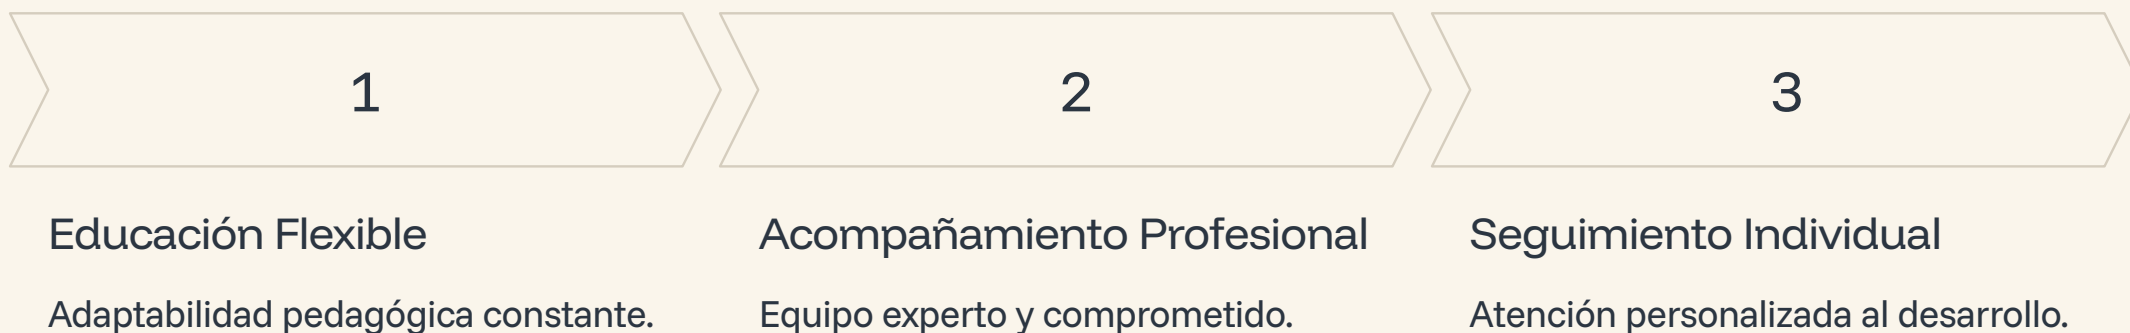 1
2
3
Educación Flexible
Adaptabilidad pedagógica constante.
Acompañamiento Profesional
Equipo experto y comprometido.
Seguimiento Individual
Atención personalizada al desarrollo.